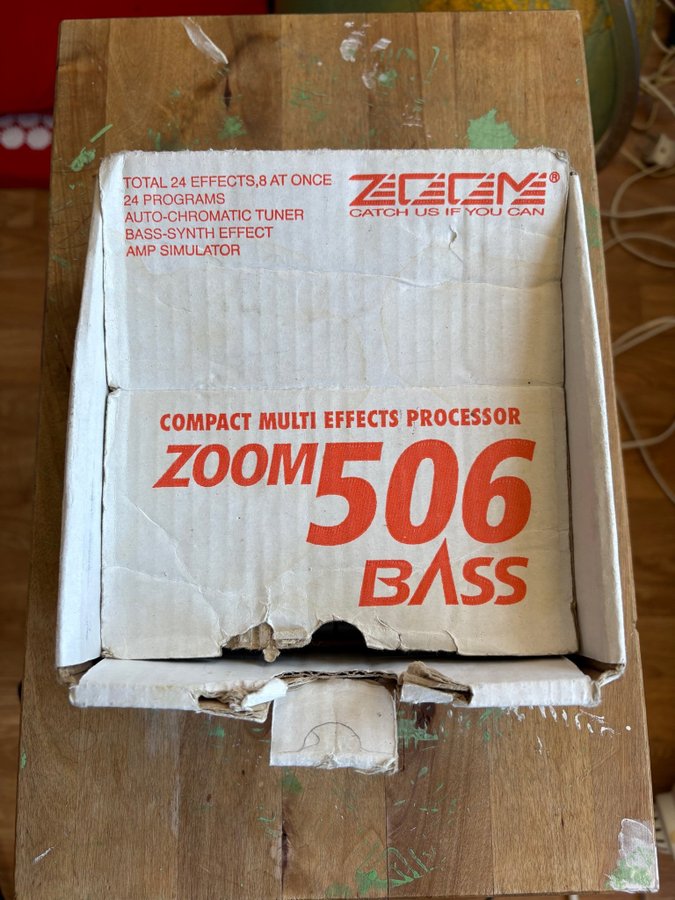 TOTAL 24 EFFECTS,8 AT ONCE
24 PROGRAMS
AUTO-CHROMATIC TUNER
BASS-SYNTH EFFECT
AMP SIMULATOR
ZOOM®
CATCH US IF YOU CAN
COMPACT MULTI EFFECTS PROCESSOR
ZOOM 506
BASS